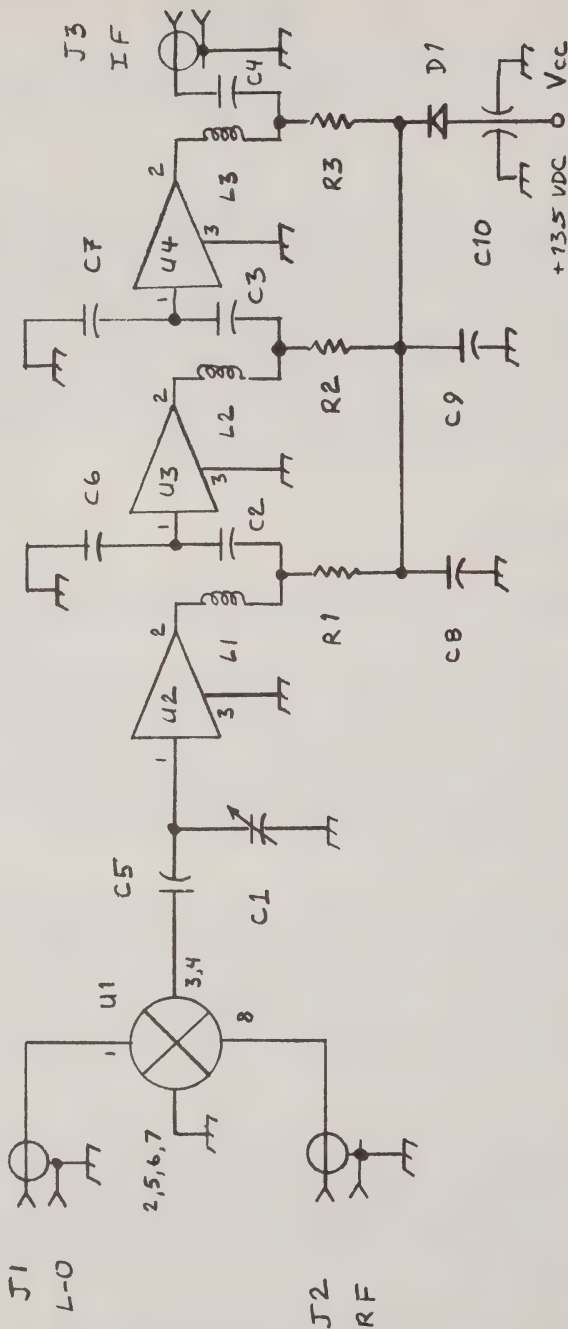 J1
L-O
J2
RF
2,5,6,7
1
U1
3,4
8
C5
C1
1
U2
2
3
L1
R1
C6
C2
C8
1
U3
2
3
L2
R2
C7
C3
C9
1
U4
2
3
L3
R3
C4
J3
IF
D1
C10
+13.5 VDC
Vcc